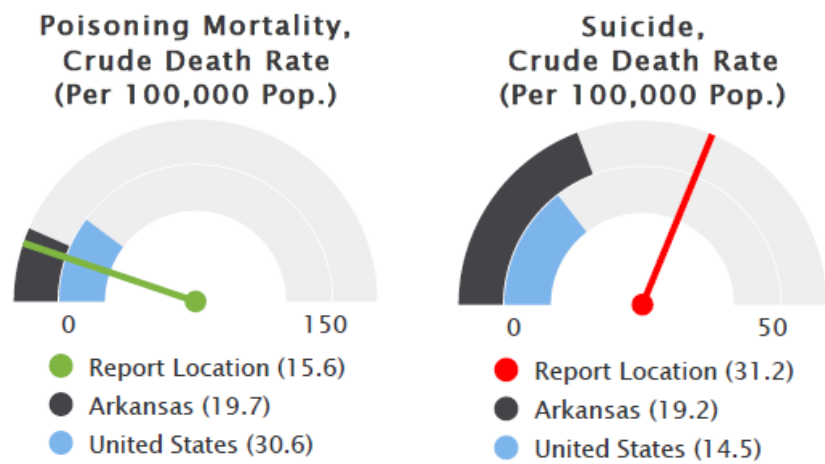 Poisoning Mortality,
Crude Death Rate
(Per 100,000 Pop.)
0
150
Report Location (15.6)
Arkansas (19.7)
United States (30.6)
Suicide,
Crude Death Rate
(Per 100,000 Pop.)
0
50
Report Location (31.2)
Arkansas (19.2)
United States (14.5)